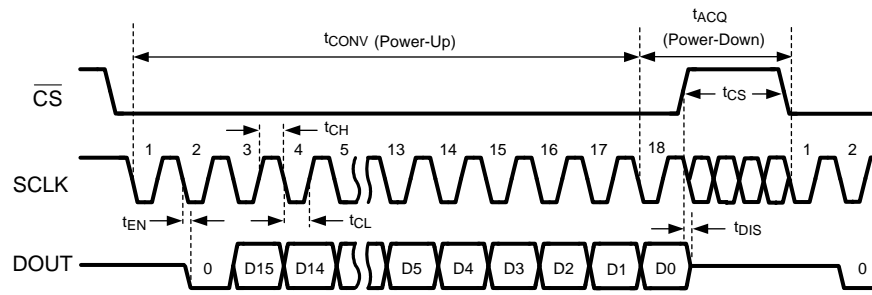 tCONV (Power-Up)
tACQ
(Power-Down)
CS
tCS
tCH
1 2 3 4 5 13 14 15 16 17 18 1 2
SCLK
tEN
tCL
tDIS
DOUT
0 D15 D14 D5 D4 D3 D2 D1 D0 0